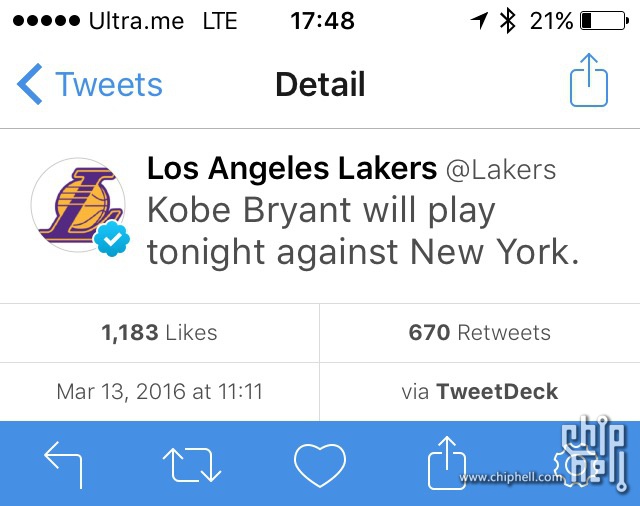 Ultra.me LTE 17:48 21%
Tweets Detail
Los Angeles Lakers @Lakers
Kobe Bryant will play
tonight against New York.
1,183 Likes 670 Retweets
Mar 13, 2016 at 11:11 via TweetDeck
chip
hell
www.chiphell.com